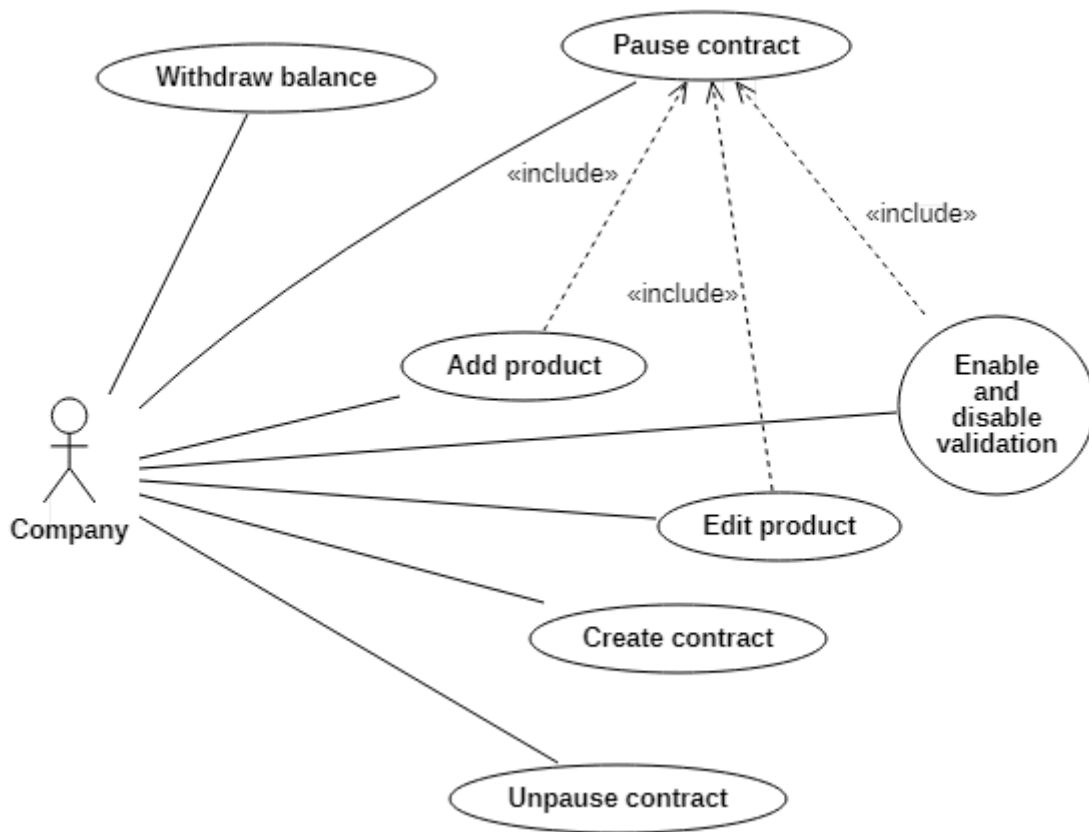 Pause contract
Withdraw balance
«include»
«include»
«include»
Add product
Enable
and
disable
validation
Company
Edit product
Create contract
Unpause contract